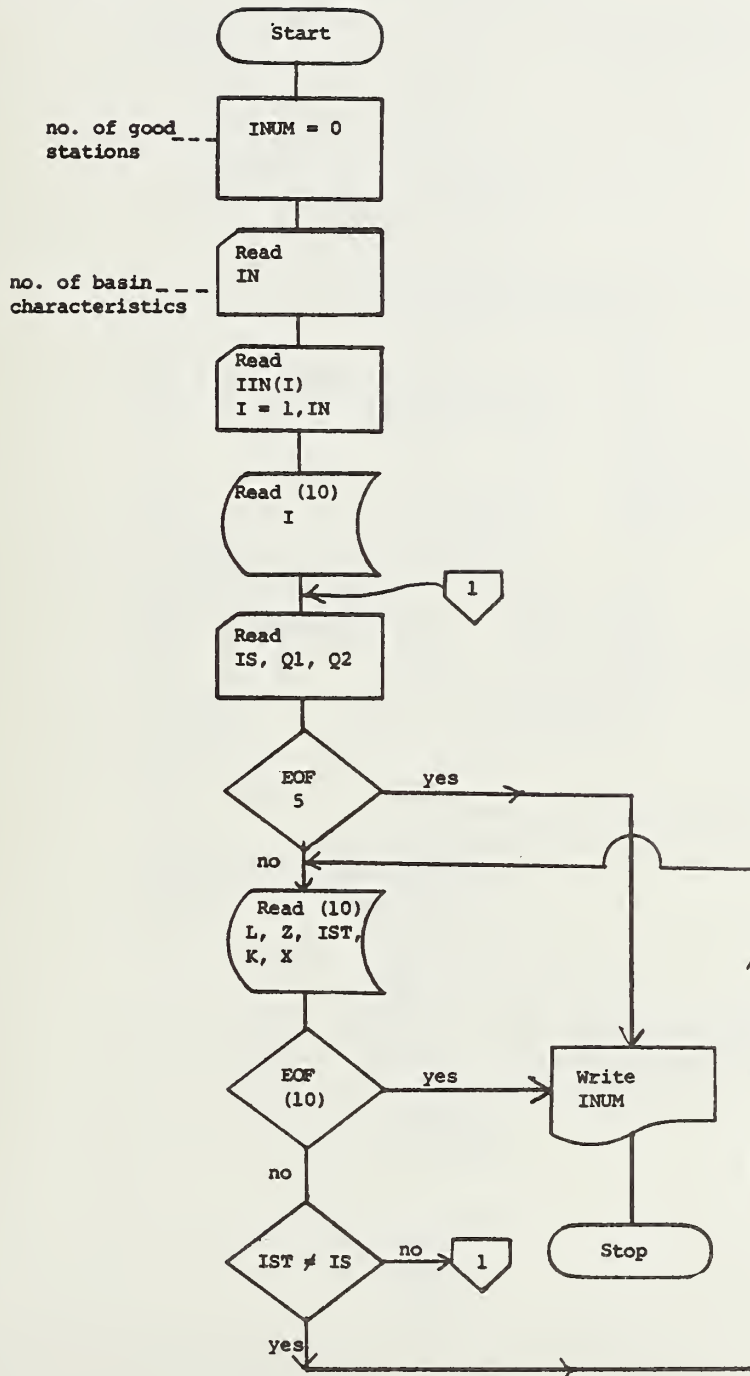 Start
no. of good
stations
INUM = 0
Read
IN
no. of basin
characteristics
Read
IIN(I)
I = 1,IN
Read (10)
I
1
Read
IS, Q1, Q2
EOF
5
yes
no
Read (10)
L, Z, IST,
K, X
EOF
(10)
yes
Write
INUM
no
IST ≠ IS
no
1
Stop
yes